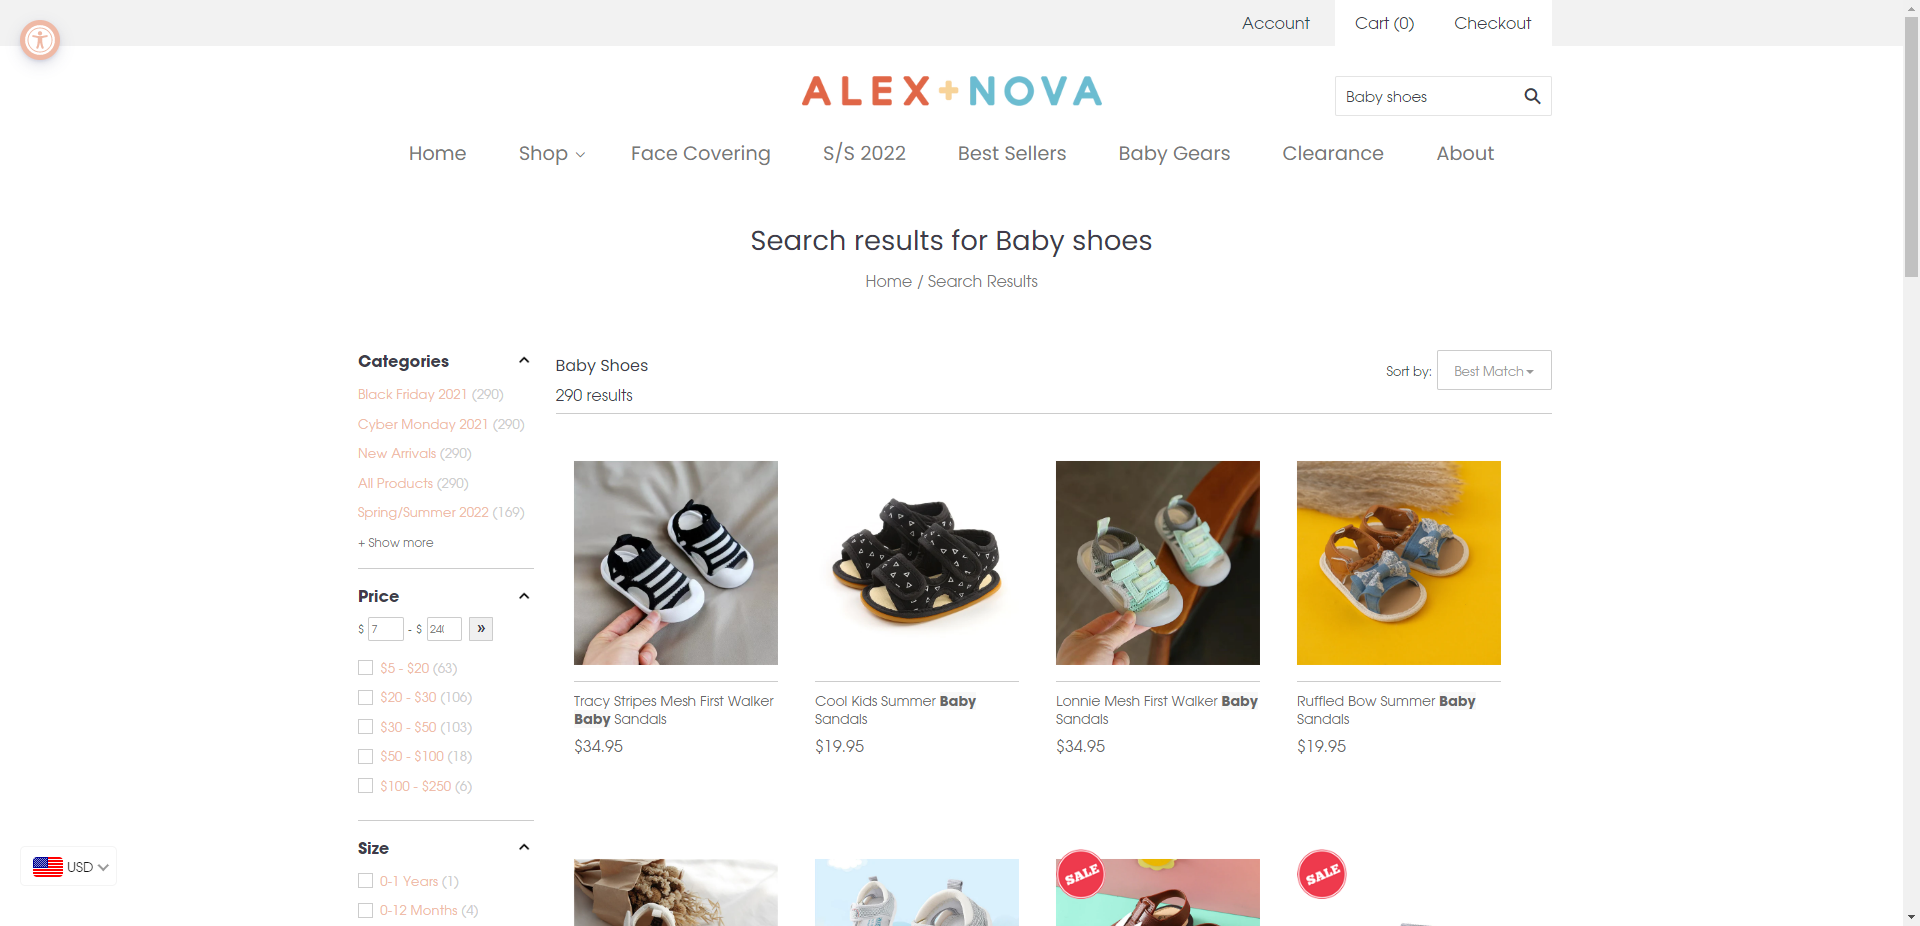 Account
Cart (0)
Checkout
ALEX+NOVA
Baby shoes
Home
Shop
Face Covering
S/S 2022
Best Sellers
Baby Gears
Clearance
About
Search results for Baby shoes
Home / Search Results
Categories
Black Friday 2021 (290)
Cyber Monday 2021 (290)
New Arrivals (290)
All Products (290)
Spring/Summer 2022 (169)
+ Show more
Price
$ 7 - $ 240 »
$5 - $20 (63)
$20 - $30 (106)
$30 - $50 (103)
$50 - $100 (18)
$100 - $250 (6)
Size
0-1 Years (1)
0-12 Months (4)
Baby Shoes
290 results
Sort by: Best Match
Tracy Stripes Mesh First Walker
Baby Sandals
$34.95
Cool Kids Summer Baby
Sandals
$19.95
Lonnie Mesh First Walker Baby
Sandals
$34.95
Ruffled Bow Summer Baby
Sandals
$19.95
SALE
SALE
USD